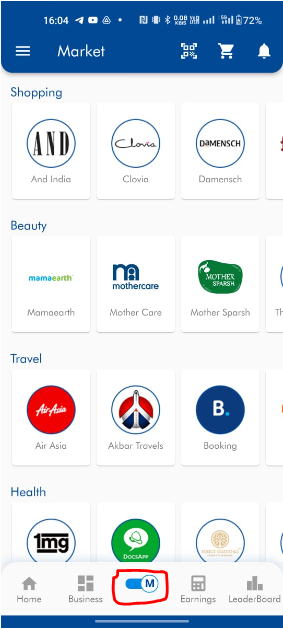 16:04 0.08 KB/S 5G 72%
Market
Shopping
AND Clovia DAMENSCH
And India Clovia Damensch
Beauty
mamaearth mothercare MOTHER SPARSH
Mamaearth Mother Care Mother Sparsh Th
Travel
AirAsia B.
Air Asia Akbar Travels Booking
Health
1mg DOCSAPP
M
Home Business Earnings LeaderBoard